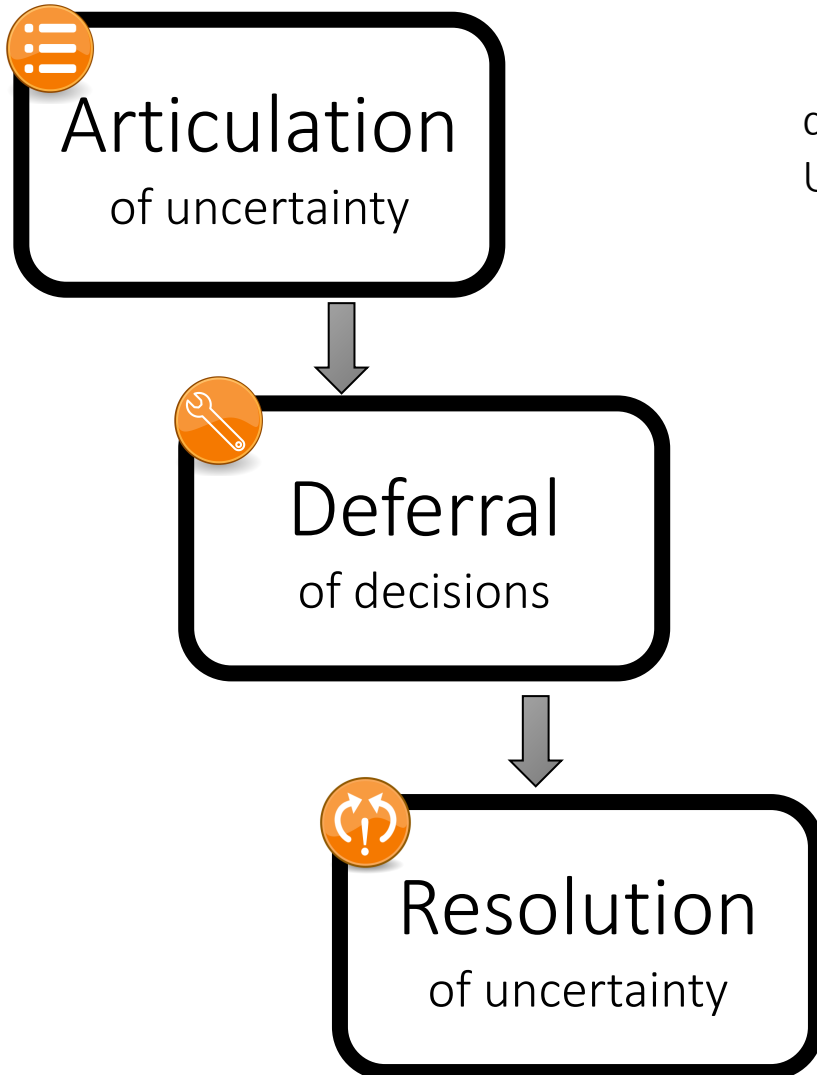 Articulation
of uncertainty
Deferral
of decisions
Resolution
of uncertainty